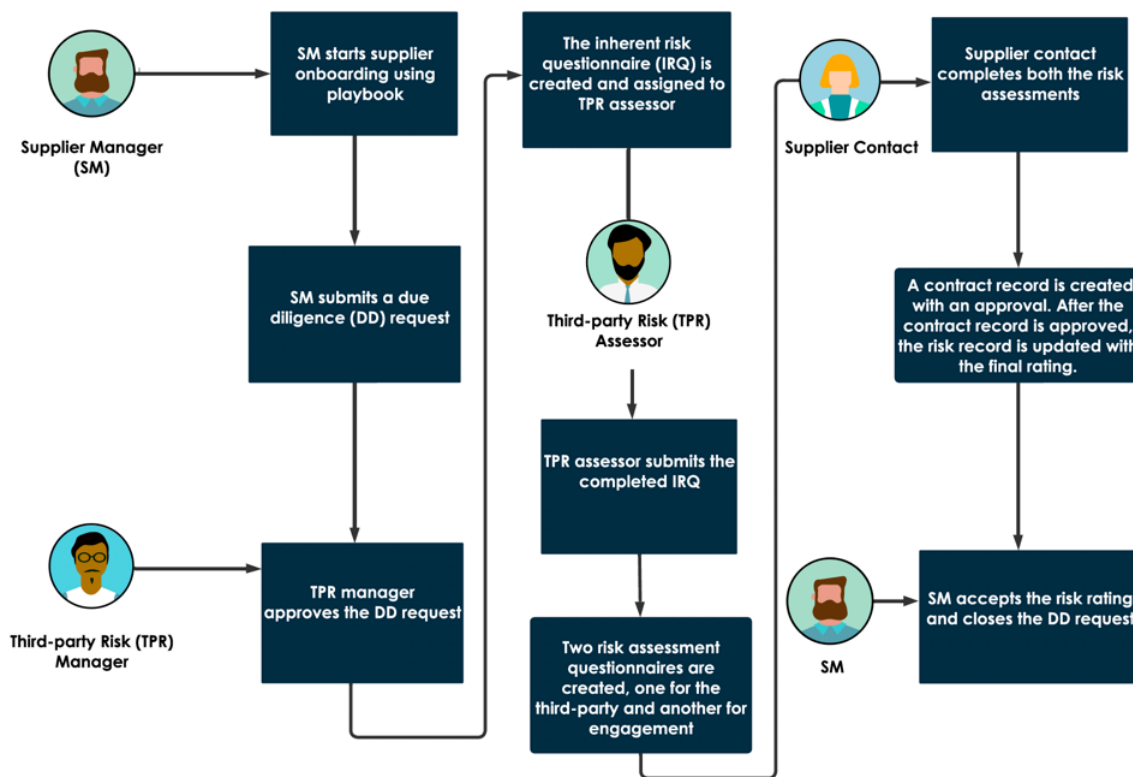 SM starts supplier
onboarding using
playbook
Supplier Manager
(SM)
SM submits a due
diligence (DD) request
TPR manager
approves the DD request
Third-party Risk (TPR)
Manager
The inherent risk
questionnaire (IRQ) is
created and assigned to
TPR assessor
Third-party Risk (TPR)
Assessor
TPR assessor submits the
completed IRQ
Two risk assessment
questionnaires are
created, one for the
third-party and another for
engagement
Supplier Contact
Supplier contact
completes both the risk
assessments
A contract record is created
with an approval. After the
contract record is approved,
the risk record is updated with
the final rating.
SM
SM accepts the risk rating
and closes the DD request